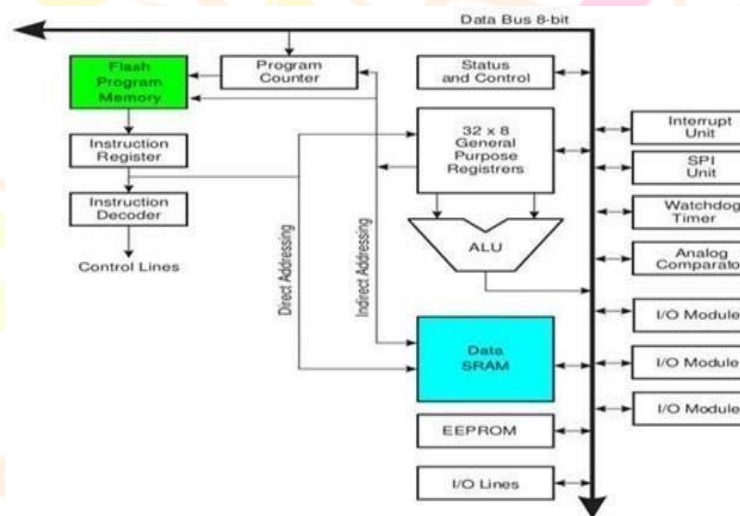 Data Bus 8-bit
Flash
Program
Memory
Program
Counter
Status
and Control
Instruction
Register
32 x 8
General
Purpose
Registrers
Interrupt
Unit
SPI
Unit
Instruction
Decoder
Watchdog
Timer
ALU
Analog
Comparato
Control Lines
Direct Addressing
Indirect Addressing
I/O Module
Data
SRAM
I/O Module
I/O Module
EEPROM
I/O Lines